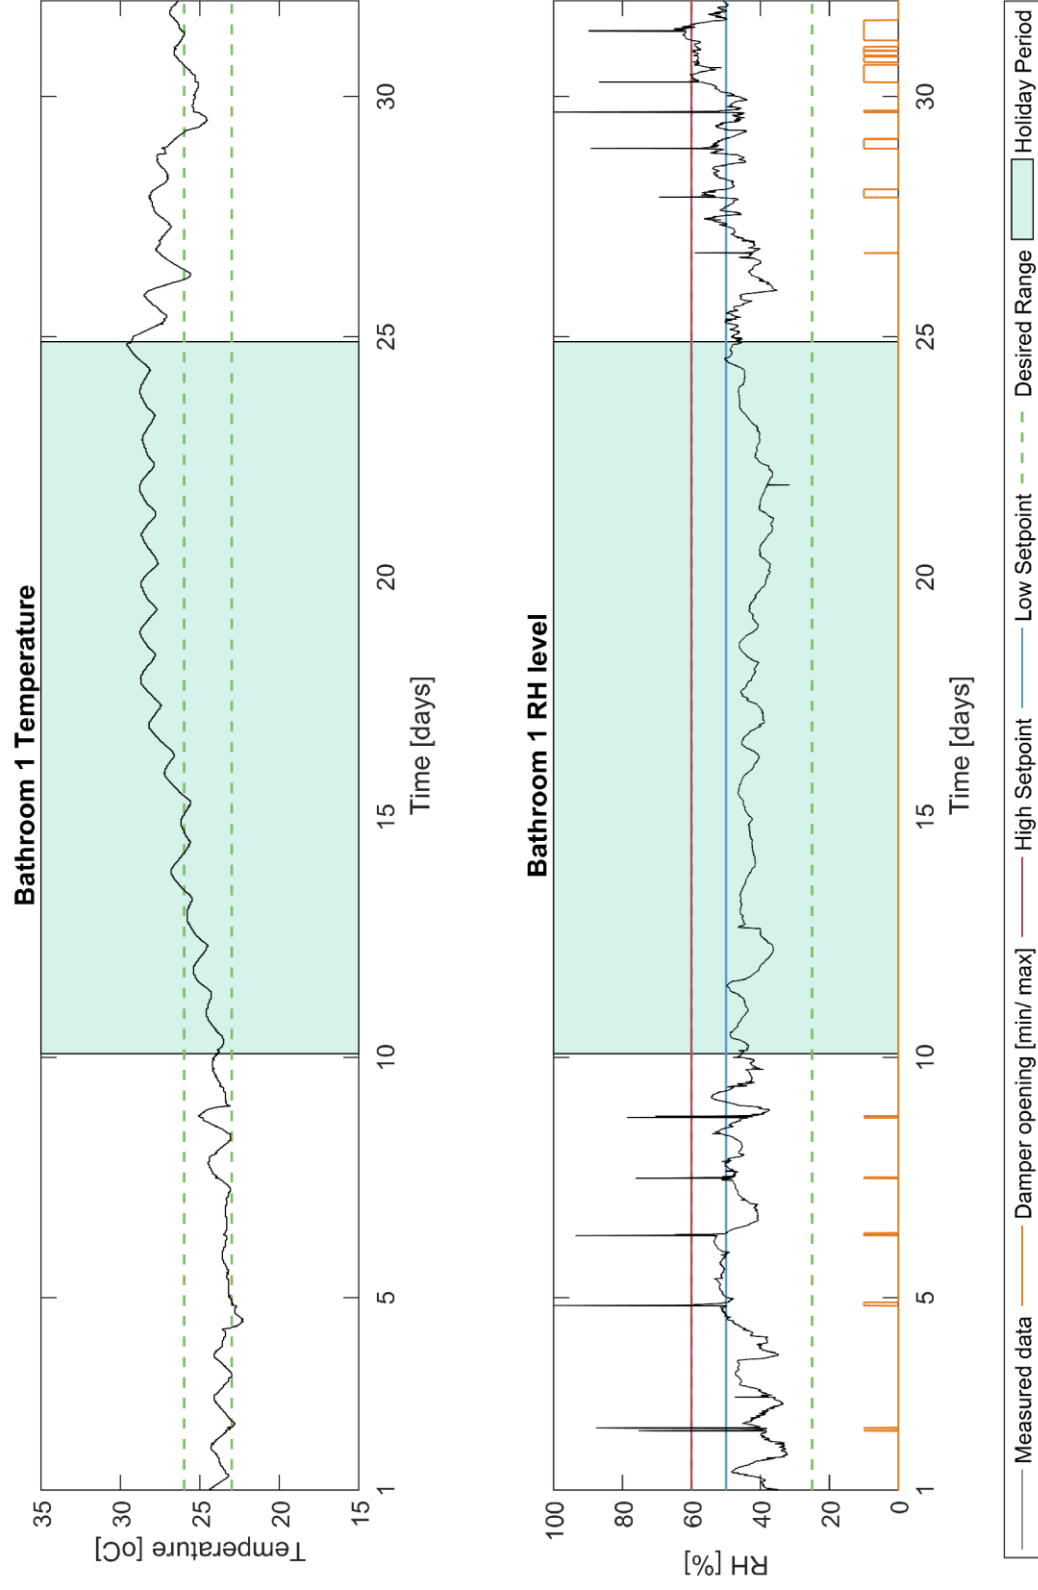 Bathroom 1 Temperature
Temperature [oC]
35
30
25
20
15
1
5
10
15
20
25
30
Time [days]
Bathroom 1 RH level
RH [%]
100
80
60
40
20
0
1
5
10
15
20
25
30
Time [days]
Measured data
Damper opening [min/ max]
High Setpoint
Low Setpoint
Desired Range
Holiday Period